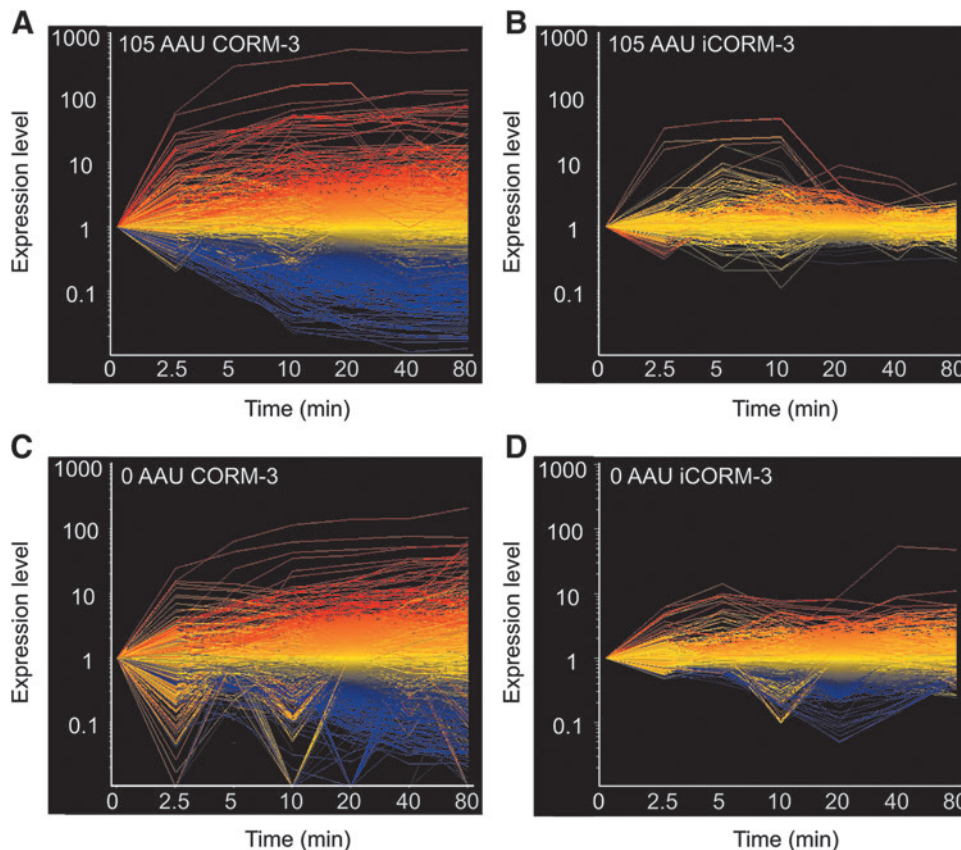 A
105 AAU CORM-3
Expression level
1000
100
10
1
0.1
0 2.5 5 10 20 40 80
Time (min)
B
105 AAU iCORM-3
Expression level
1000
100
10
1
0.1
0 2.5 5 10 20 40 80
Time (min)
C
0 AAU CORM-3
Expression level
1000
100
10
1
0.1
0 2.5 5 10 20 40 80
Time (min)
D
0 AAU iCORM-3
Expression level
1000
100
10
1
0.1
0 2.5 5 10 20 40 80
Time (min)